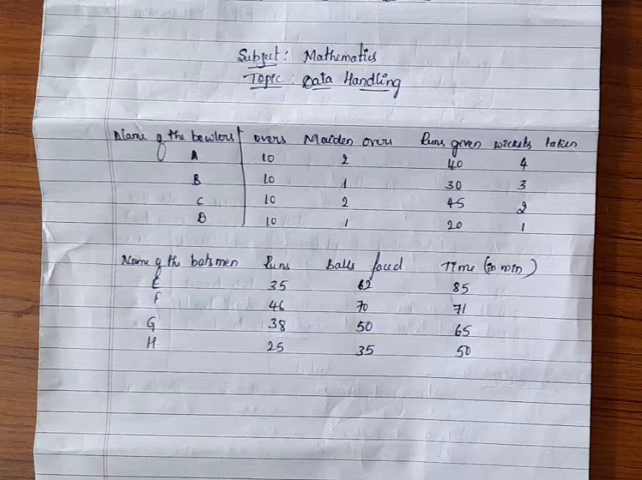 Subject: Mathematics
Topic: Data Handling
Name of the bowlers overs Maiden overs Runs given wickets taken
A 10 2 40 4
B 10 1 30 3
C 10 2 45 2
D 10 1 20 1
Name of the batsmen Runs Balls faced Time (in min)
E 35 62 85
F 46 70 71
G 38 50 65
H 25 35 50